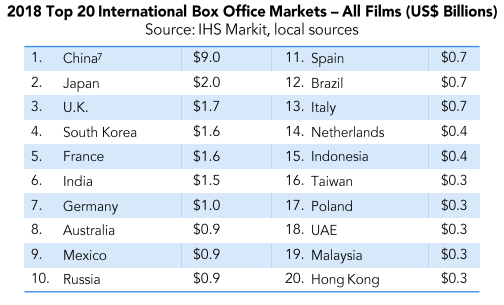 2018 Top 20 International Box Office Markets – All Films (US$ Billions)
Source: IHS Markit, local sources
1. China7 $9.0 11. Spain $0.7
2. Japan $2.0 12. Brazil $0.7
3. U.K. $1.7 13. Italy $0.7
4. South Korea $1.6 14. Netherlands $0.4
5. France $1.6 15. Indonesia $0.4
6. India $1.5 16. Taiwan $0.3
7. Germany $1.0 17. Poland $0.3
8. Australia $0.9 18. UAE $0.3
9. Mexico $0.9 19. Malaysia $0.3
10. Russia $0.9 20. Hong Kong $0.3